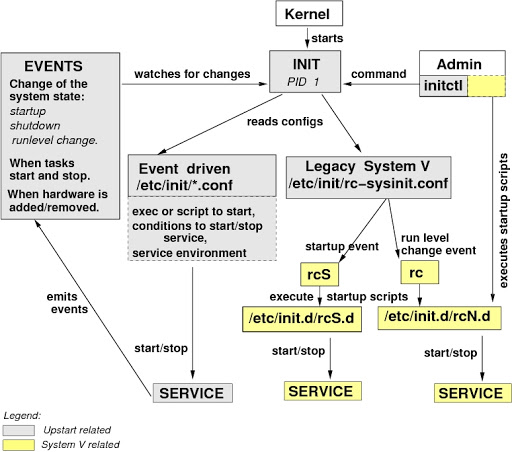 Kernel
starts
EVENTS
Change of the
system state:
startup
shutdown
runlevel change.
When tasks
start and stop.
When hardware is
added/removed.
watches for changes
INIT
PID 1
command
Admin
initctl
reads configs
executes startup scripts
Event driven
/etc/init/*.conf
exec or script to start,
conditions to start/stop
service,
service environment
Legacy System V
/etc/init/rc-sysinit.conf
startup event
run level
change event
rcS
rc
execute startup scripts
/etc/init.d/rcS.d
/etc/init.d/rcN.d
emits
events
start/stop
start/stop
start/stop
SERVICE
SERVICE
SERVICE
Legend:
Upstart related
System V related